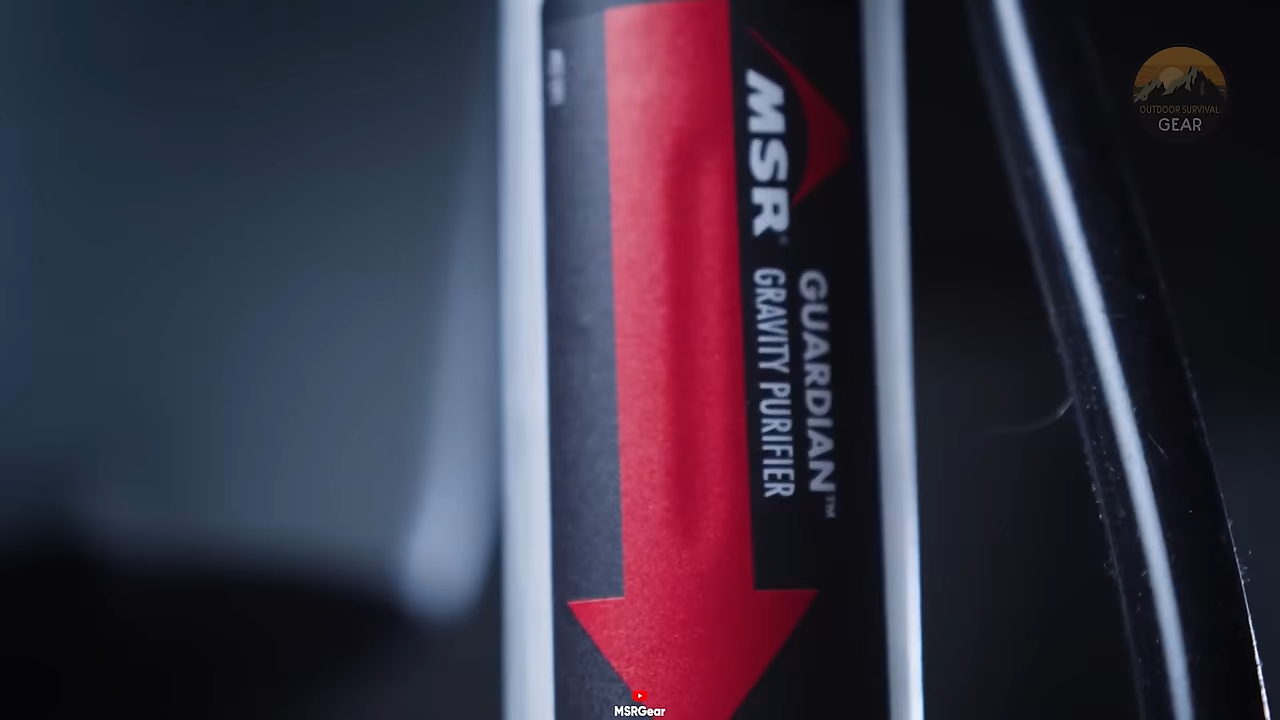 MSR
GUARDIAN™
GRAVITY PURIFIER
OUTDOOR SURVIVAL
GEAR
MSRGear